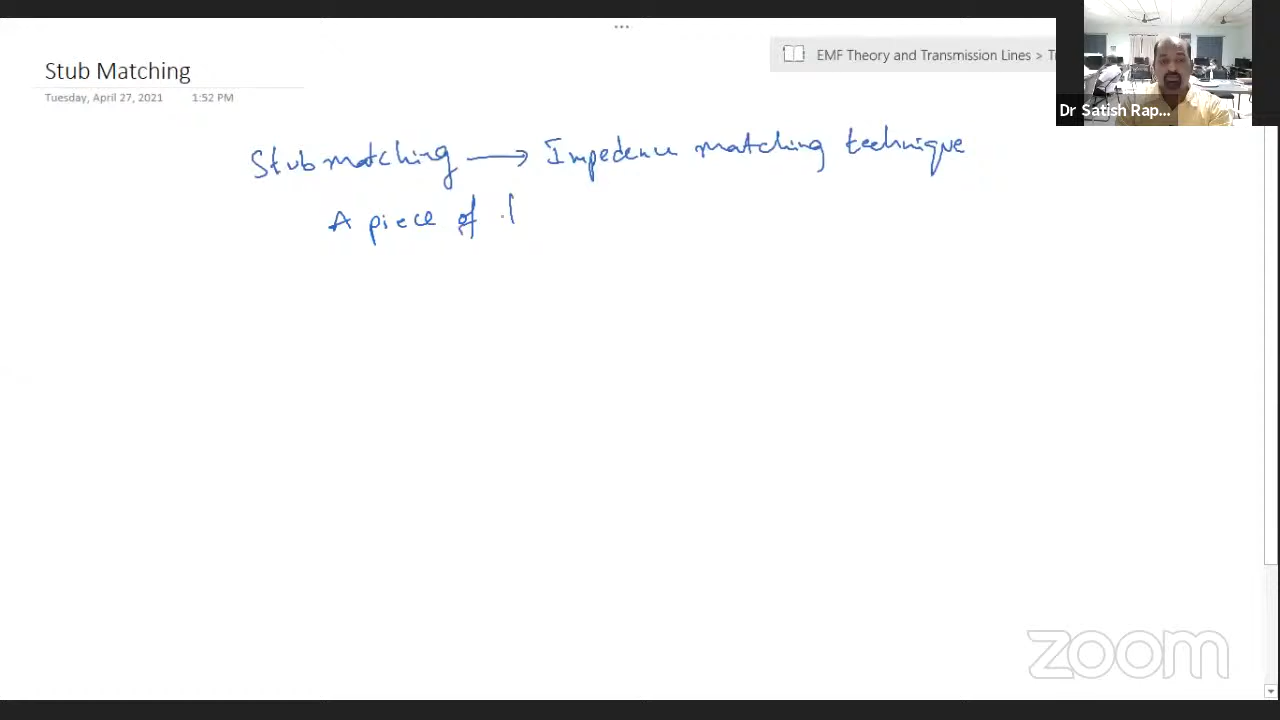 EMF Theory and Transmission Lines >
Stub Matching
Tuesday, April 27, 2021 1:52 PM
Dr Satish Rap...
Stub matching → Impedence matching technique
A piece of
zoom